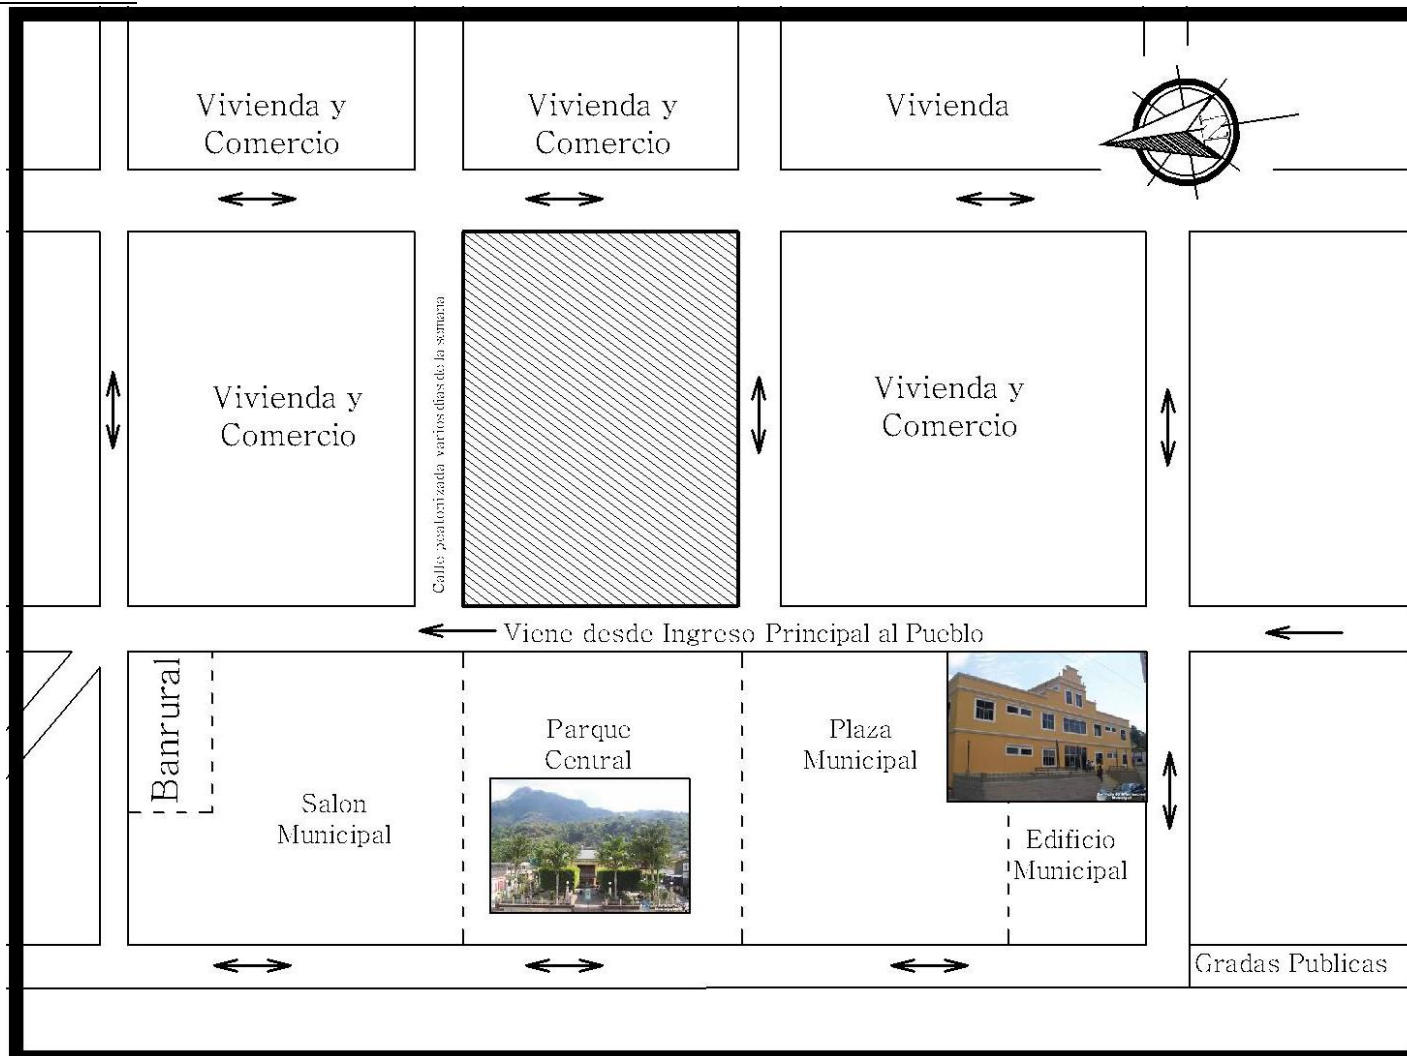 Vivienda y
Comercio
Vivienda y
Comercio
Vivienda
N
Calle peatonizada varios dias de la semana
Vivienda y
Comercio
Vivienda y
Comercio
Viene desde Ingreso Principal al Pueblo
Banrural
Salon
Municipal
Parque
Central
Plaza
Municipal
Edificio
Municipal
Gradas Publicas